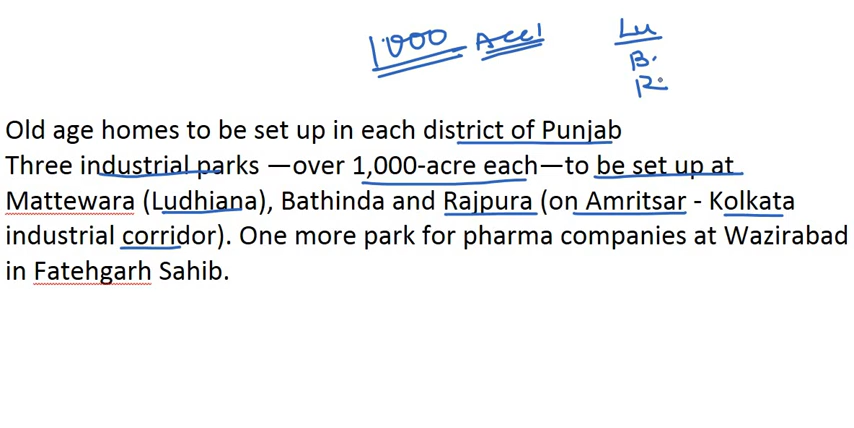 1000 Acc!
Lu
B.
R
Old age homes to be set up in each district of Punjab
Three industrial parks —over 1,000-acre each—to be set up at
Mattewara (Ludhiana), Bathinda and Rajpura (on Amritsar - Kolkata
industrial corridor). One more park for pharma companies at Wazirabad
in Fatehgarh Sahib.